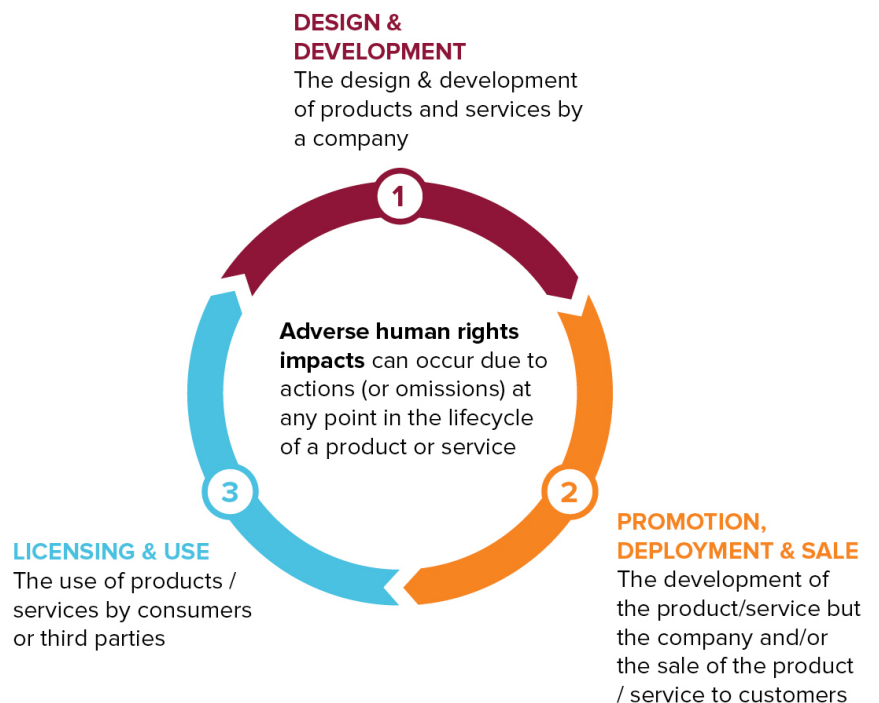 DESIGN &
DEVELOPMENT
The design & development
of products and services by
a company
1
Adverse human rights
impacts can occur due to
actions (or omissions) at
any point in the lifecycle
of a product or service
2
PROMOTION,
DEPLOYMENT & SALE
The development of
the product/service but
the company and/or
the sale of the product
/ service to customers
3
LICENSING & USE
The use of products /
services by consumers
or third parties